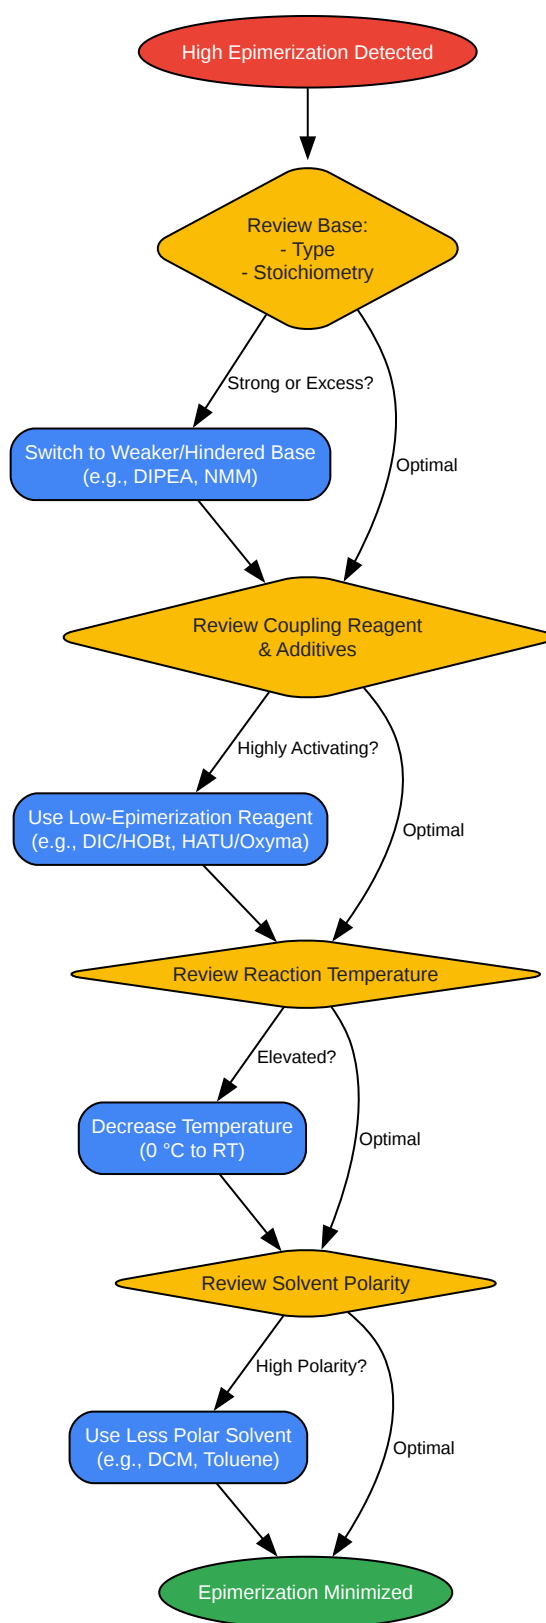 High Epimerization Detected
Review Base:
- Type
- Stoichiometry
Strong or Excess?
Switch to Weaker/Hindered Base
(e.g., DIPEA, NMM)
Optimal
Review Coupling Reagent
& Additives
Highly Activating?
Use Low-Epimerization Reagent
(e.g., DIC/HOBt, HATU/Oxyma)
Optimal
Review Reaction Temperature
Elevated?
Decrease Temperature
(0 °C to RT)
Optimal
Review Solvent Polarity
High Polarity?
Use Less Polar Solvent
(e.g., DCM, Toluene)
Optimal
Epimerization Minimized